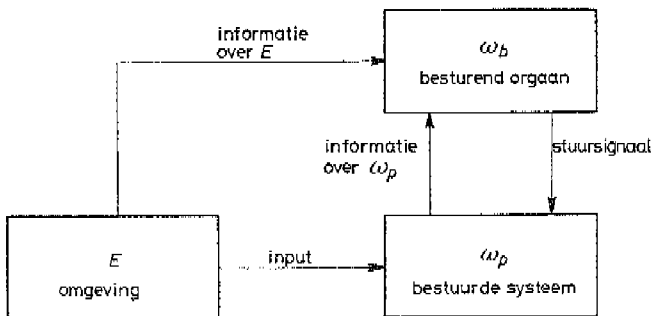 informatie
over E
ω_b
besturend orgaan
informatie
over ω_p
stuursignaal
E
omgeving
input
ω_p
bestuurde systeem